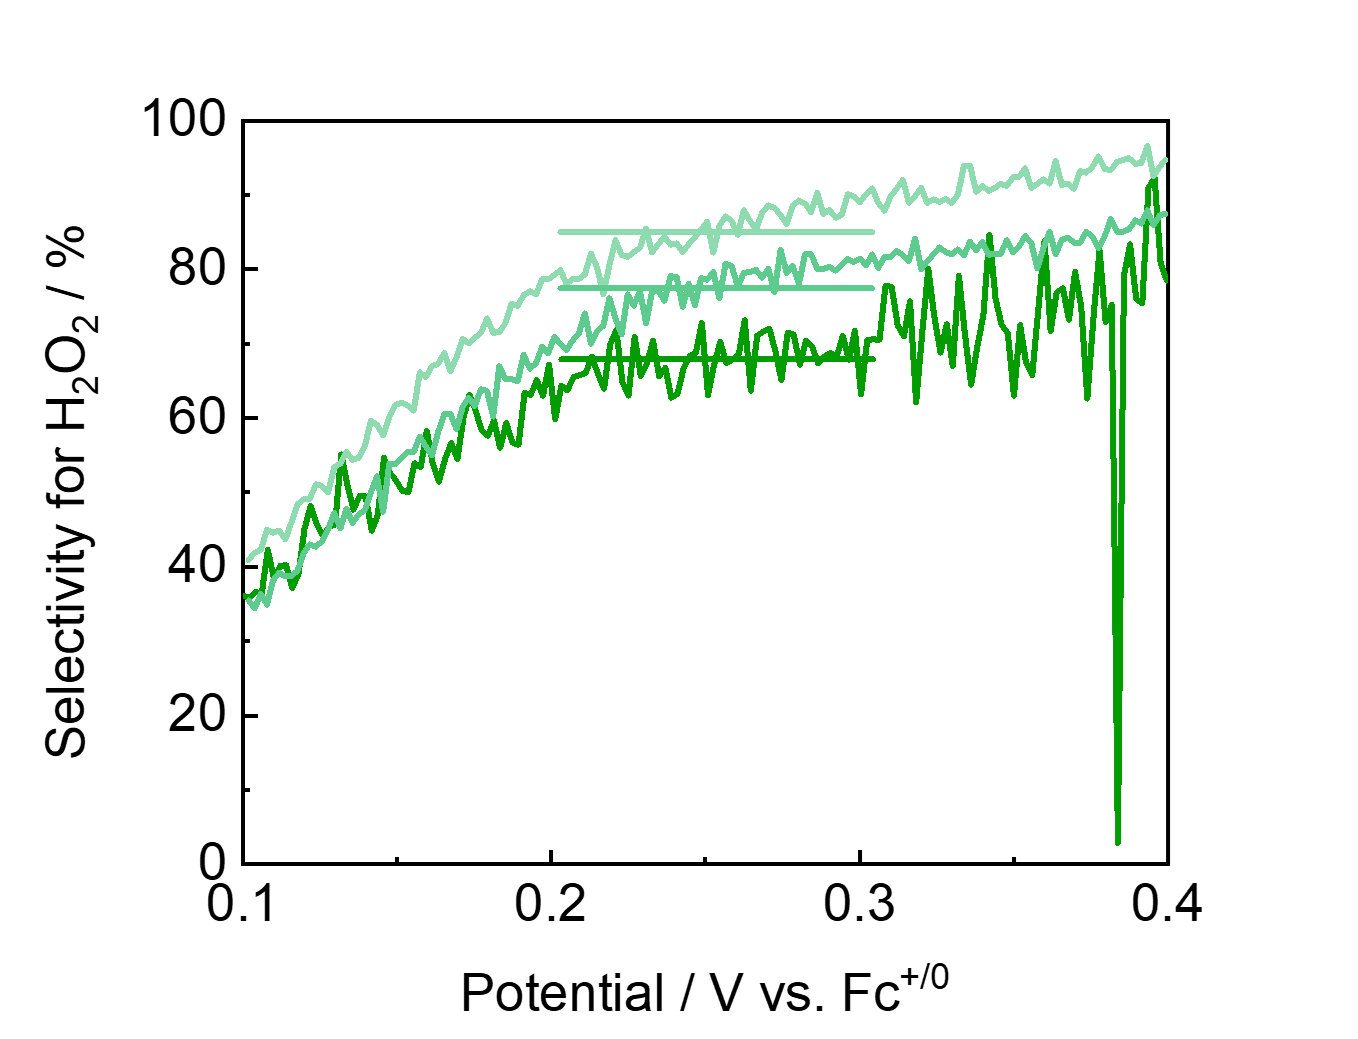 Selectivity for H₂O₂ / %
100
80
60
40
20
0
0.1 0.2 0.3 0.4
Potential / V vs. Fc⁺ᐟ⁰